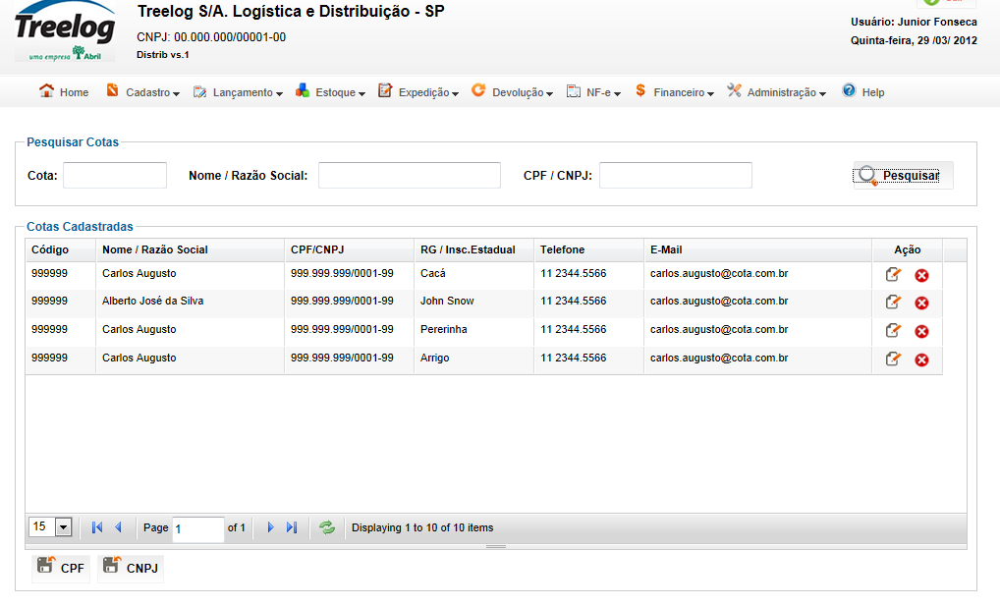 Treelog
uma empresa Abril
Treelog S/A. Logística e Distribuição - SP
CNPJ: 00.000.000/00001-00
Distrib vs.1
Usuário: Junior Fonseca
Quinta-feira, 29 /03/ 2012
Home Cadastro Lançamento Estoque Expedição Devolução NF-e Financeiro Administração Help
Pesquisar Cotas
Cota: Nome / Razão Social: CPF / CNPJ: Pesquisar
Cotas Cadastradas
Código Nome / Razão Social CPF/CNPJ RG / Insc.Estadual Telefone E-Mail Ação
999999 Carlos Augusto 999.999.999/0001-99 Cacá 11 2344.5566 carlos.augusto@cota.com.br
999999 Alberto José da Silva 999.999.999/0001-99 John Snow 11 2344.5566 carlos.augusto@cota.com.br
999999 Carlos Augusto 999.999.999/0001-99 Pererinha 11 2344.5566 carlos.augusto@cota.com.br
999999 Carlos Augusto 999.999.999/0001-99 Arrigo 11 2344.5566 carlos.augusto@cota.com.br
15 Page 1 of 1 Displaying 1 to 10 of 10 items
CPF CNPJ